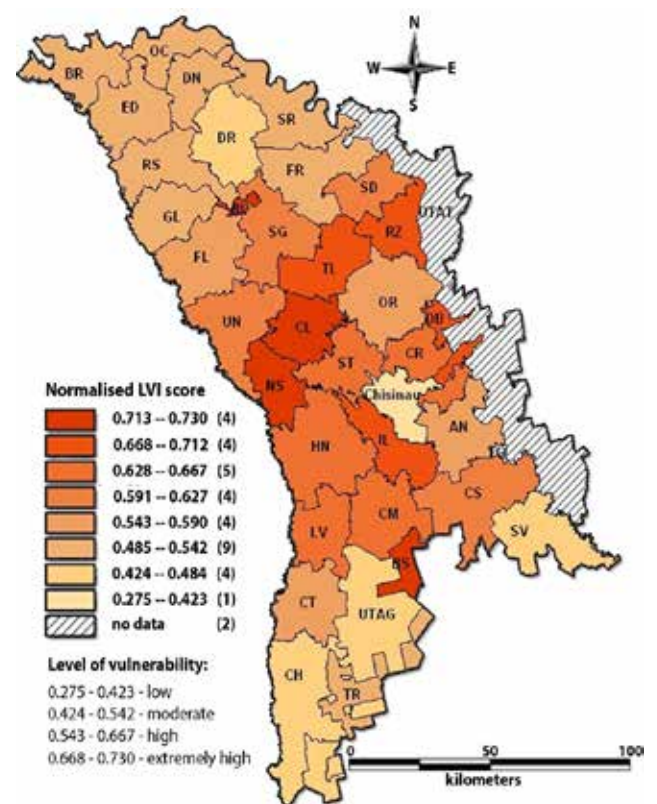 N
W E
S
OC
BR
DN
ED
SR
DR
RS
FR
SD
UTAT
GL
RZ
SG
FL
TL
OR
UN
CL
DB
CR
ST
NS
Chisinau
AN
HN
IL
CS
LV
CM
SV
BS
CT
UTAG
CH
TR
Normalised LVI score
0.713 -- 0.730 (4)
0.668 -- 0.712 (4)
0.628 -- 0.667 (5)
0.591 -- 0.627 (4)
0.543 -- 0.590 (4)
0.485 -- 0.542 (9)
0.424 -- 0.484 (4)
0.275 -- 0.423 (1)
no data (2)
Level of vulnerability:
0.275 - 0.423 - low
0.424 - 0.542 - moderate
0.543 - 0.667 - high
0.668 - 0.730 - extremely high
0 50 100
kilometers